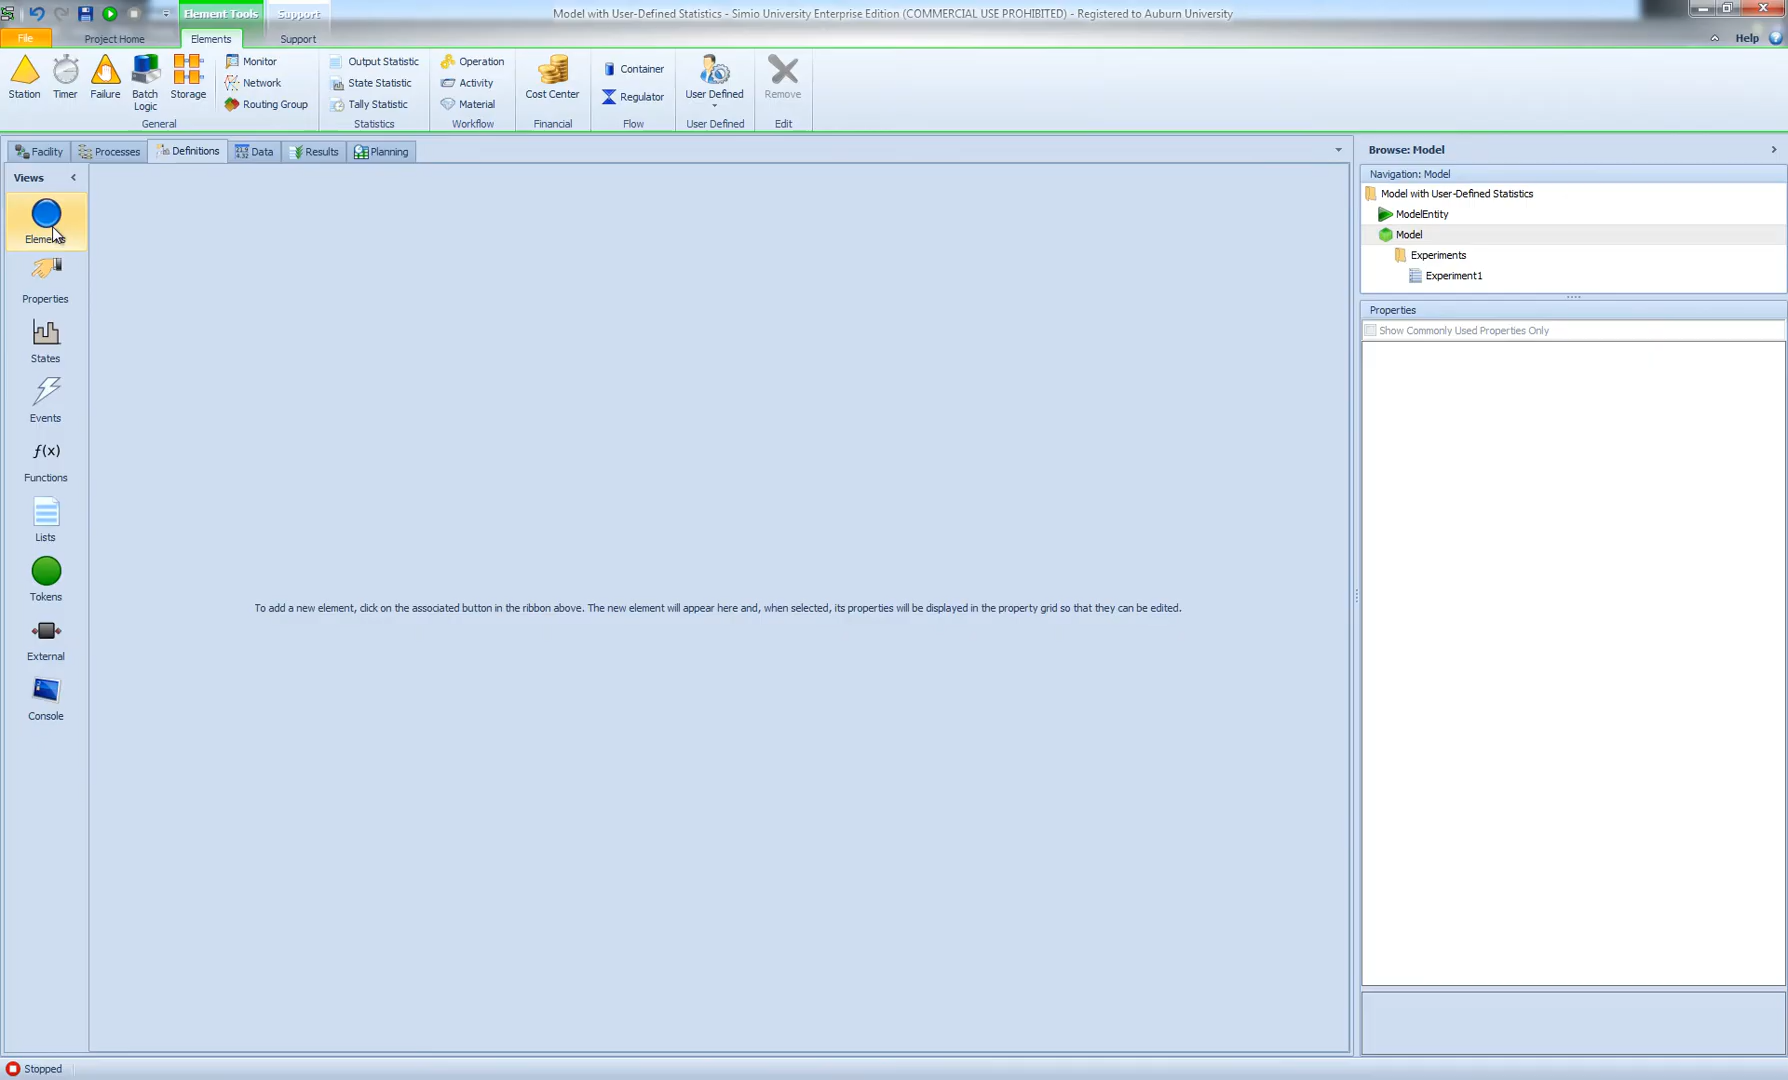 Element Tools Support Model with User-Defined Statistics - Simio University Enterprise Edition (COMMERCIAL USE PROHIBITED) - Registered to Auburn University
File Project Home Elements Support Help
Station Timer Failure Batch Logic Storage
Monitor
Network
Routing Group
General
Output Statistic
State Statistic
Tally Statistic
Statistics
Operation
Activity
Material
Workflow
Cost Center
Financial
Container
Regulator
Flow
User Defined
User Defined
Remove
Edit
Facility Processes Definitions Data Results Planning
Views
Elements
Properties
States
Events
f(x)
Functions
Lists
Tokens
External
Console
To add a new element, click on the associated button in the ribbon above. The new element will appear here and, when selected, its properties will be displayed in the property grid so that they can be edited.
Browse: Model
Navigation: Model
Model with User-Defined Statistics
ModelEntity
Model
Experiments
Experiment1
Properties
Show Commonly Used Properties Only
Stopped